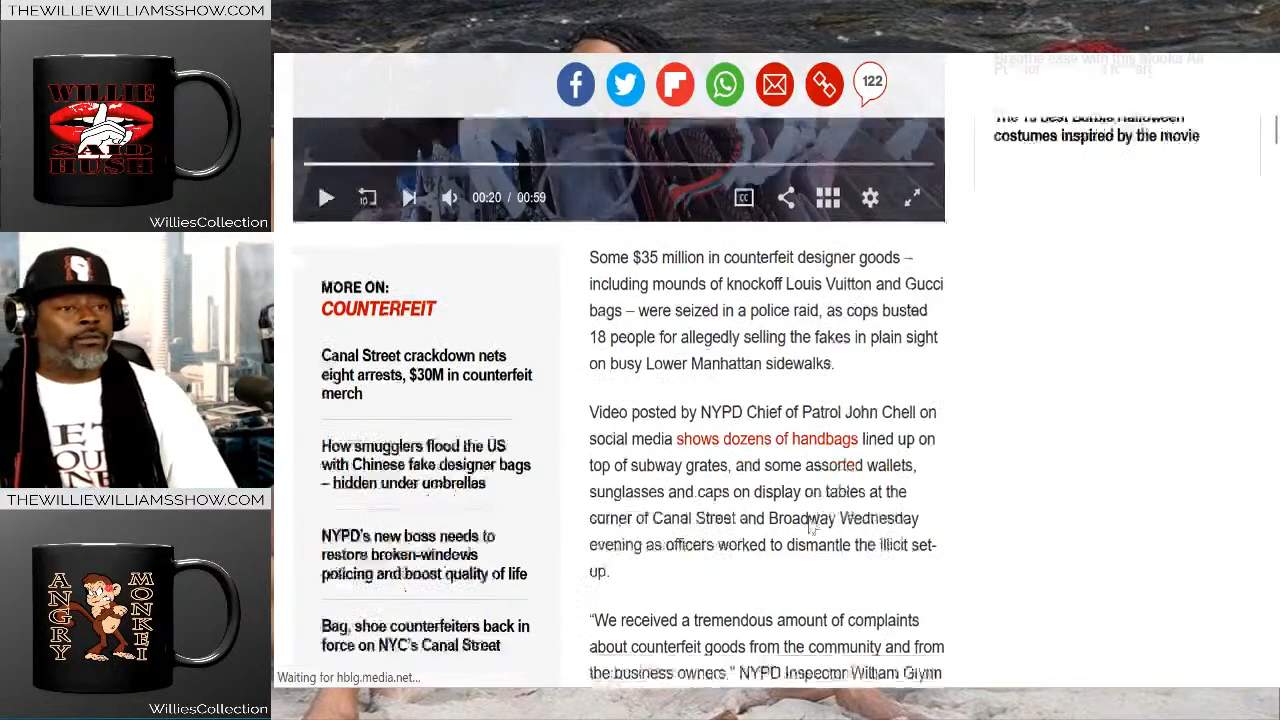 THEWILLIEWILLIAMSSHOW.COM
WILLIE
SAID
HUSH
WilliesCollection
THEWILLIEWILLIAMSSHOW.COM
ANGRY
MONKEI
WilliesCollection
122
Breathe ease with this Molekule Air
The 15 best Barbie Halloween
costumes inspired by the movie
10
00:20 / 00:59
CC
MORE ON:
COUNTERFEIT
Canal Street crackdown nets
eight arrests, $30M in counterfeit
merch
How smugglers flood the US
with Chinese fake designer bags
– hidden under umbrellas
NYPD's new boss needs to
restore broken-windows
policing and boost quality of life
Bag, shoe counterfeiters back in
force on NYC's Canal Street
Some $35 million in counterfeit designer goods –
including mounds of knockoff Louis Vuitton and Gucci
bags – were seized in a police raid, as cops busted
18 people for allegedly selling the fakes in plain sight
on busy Lower Manhattan sidewalks.
Video posted by NYPD Chief of Patrol John Chell on
social media shows dozens of handbags lined up on
top of subway grates, and some assorted wallets,
sunglasses and caps on display on tables at the
corner of Canal Street and Broadway Wednesday
evening as officers worked to dismantle the illicit set-
up.
“We received a tremendous amount of complaints
about counterfeit goods from the community and from
the business owners,” NYPD Inspector William Glynn
Waiting for hblg.media.net...